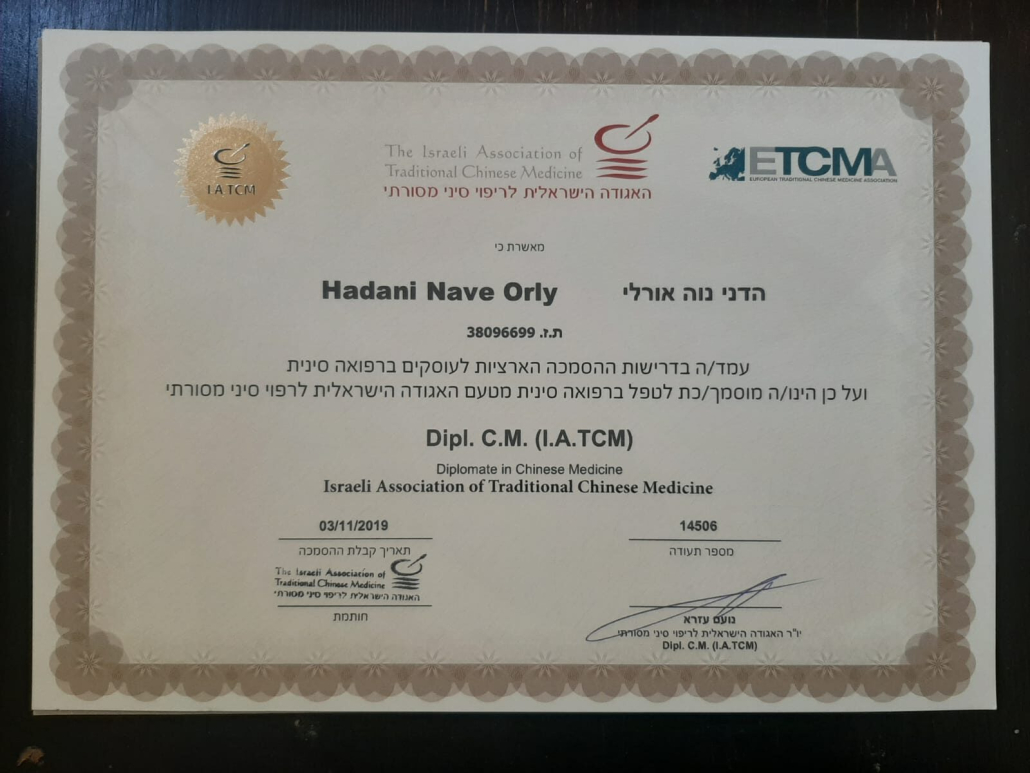 I.A.TCM
The Israeli Association of
Traditional Chinese Medicine
האגודה הישראלית לריפוי סיני מסורתי
ETCMA
EUROPEAN TRADITIONAL CHINESE MEDICINE ASSOCIATION
מאשרת כי
הדני נוה אורלי Hadani Nave Orly
ת.ז. 38096699
עמד/ה בדרישות ההסמכה הארציות לעוסקים ברפואה סינית
ועל כן הינו/ה מוסמך/כת לטפל ברפואה סינית מטעם האגודה הישראלית לרפוי סיני מסורתי
Dipl. C.M. (I.A.TCM)
Diplomate in Chinese Medicine
Israeli Association of Traditional Chinese Medicine
14506
מספר תעודה
03/11/2019
תאריך קבלת ההסמכה
The Israeli Association of
Traditional Chinese Medicine
האגודה הישראלית לריפוי סיני מסורתי
חותמת
נועם עזרא
יו"ר האגודה הישראלית לריפוי סיני מסורתי
Dipl. C.M. (I.A.TCM)